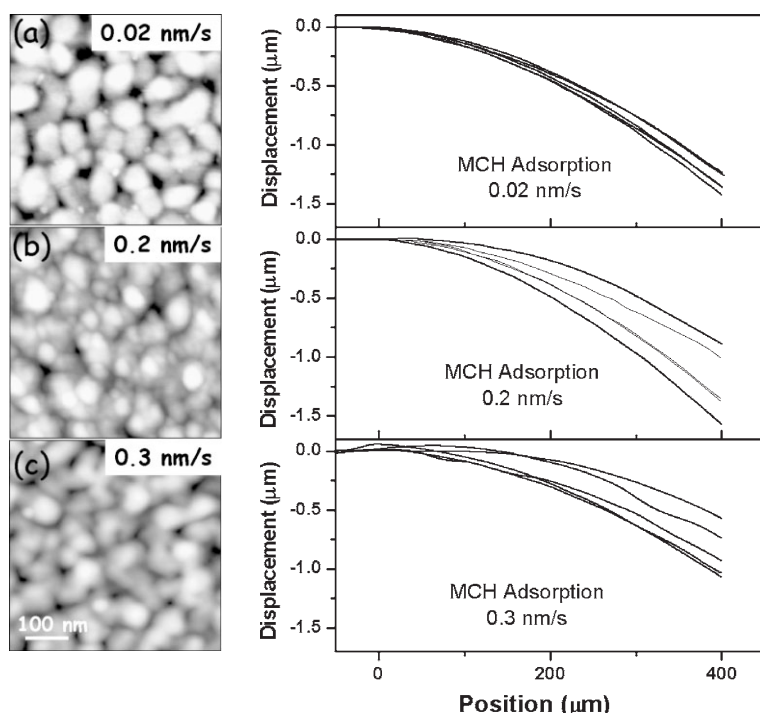 (a) 0.02 nm/s
0.0
-0.5
-1.0
-1.5
Displacement (μm)
MCH Adsorption
0.02 nm/s
(b) 0.2 nm/s
0.0
-0.5
-1.0
-1.5
Displacement (μm)
MCH Adsorption
0.2 nm/s
(c) 0.3 nm/s
100 nm
0.0
-0.5
-1.0
-1.5
Displacement (μm)
MCH Adsorption
0.3 nm/s
0 200 400
Position (μm)